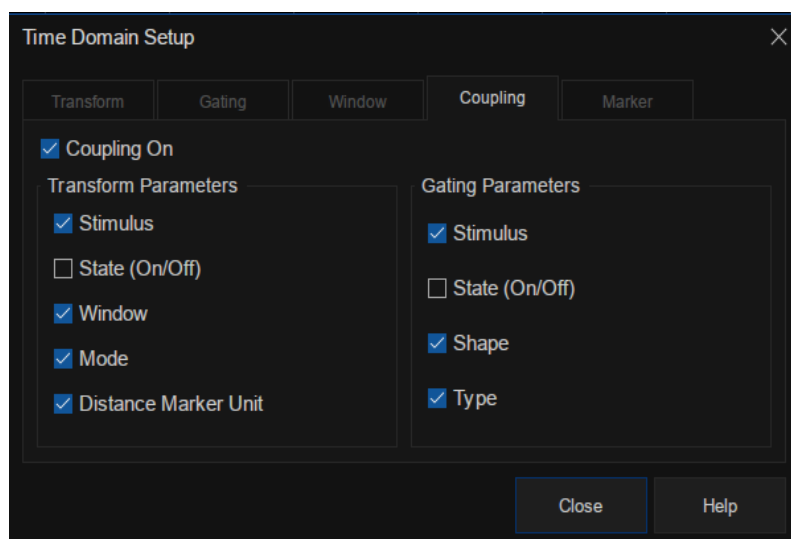 Time Domain Setup
Transform Gating Window Coupling Marker
Coupling On
Transform Parameters
Stimulus
State (On/Off)
Window
Mode
Distance Marker Unit
Gating Parameters
Stimulus
State (On/Off)
Shape
Type
Close Help